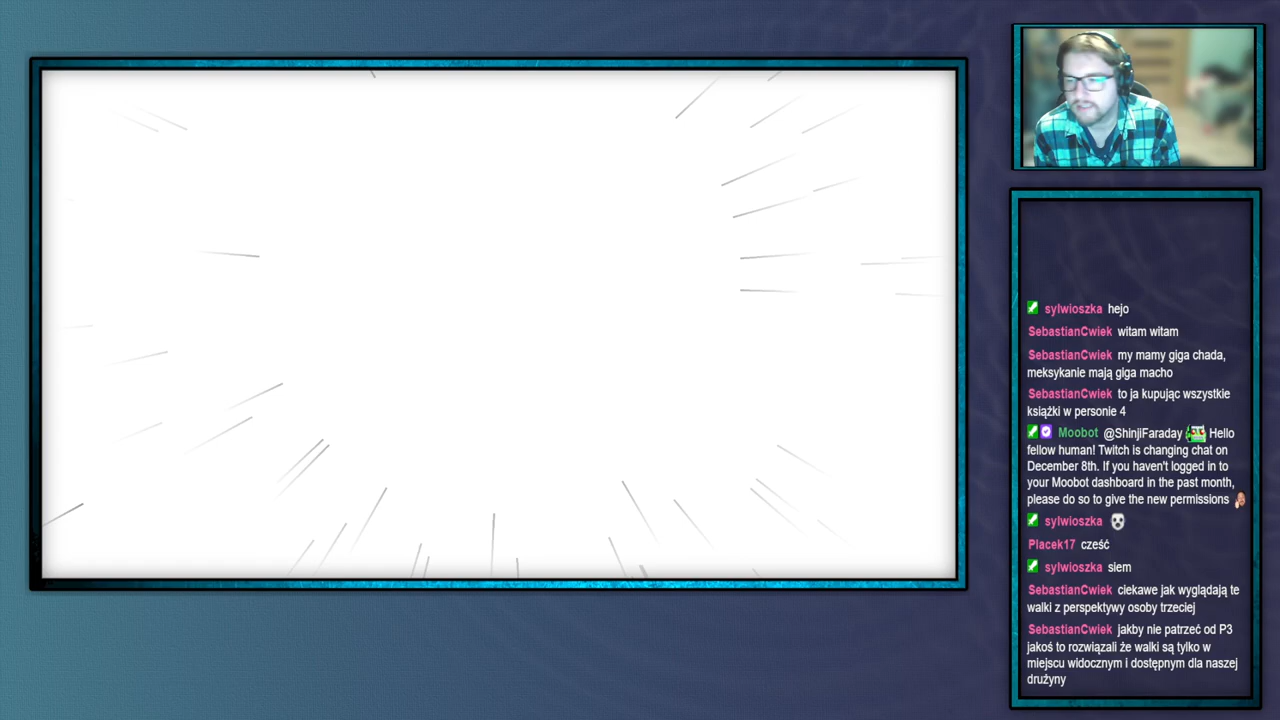 sylwioszka hejo
SebastianCwiek witam witam
SebastianCwiek my mamy giga chada,
meksykanie mają giga macho
SebastianCwiek to ja kupując wszystkie
książki w personie 4
Moobot @ShinjiFaraday Hello
fellow human! Twitch is changing chat on
December 8th. If you haven't logged in to
your Moobot dashboard in the past month,
please do so to give the new permissions
sylwioszka
Placek17 cześć
sylwioszka siem
SebastianCwiek ciekawe jak wyglądają te
walki z perspektywy osoby trzeciej
SebastianCwiek jakby nie patrzeć od P3
jakoś to rozwiązali że walki są tylko w
miejscu widocznym i dostępnym dla naszej
drużyny